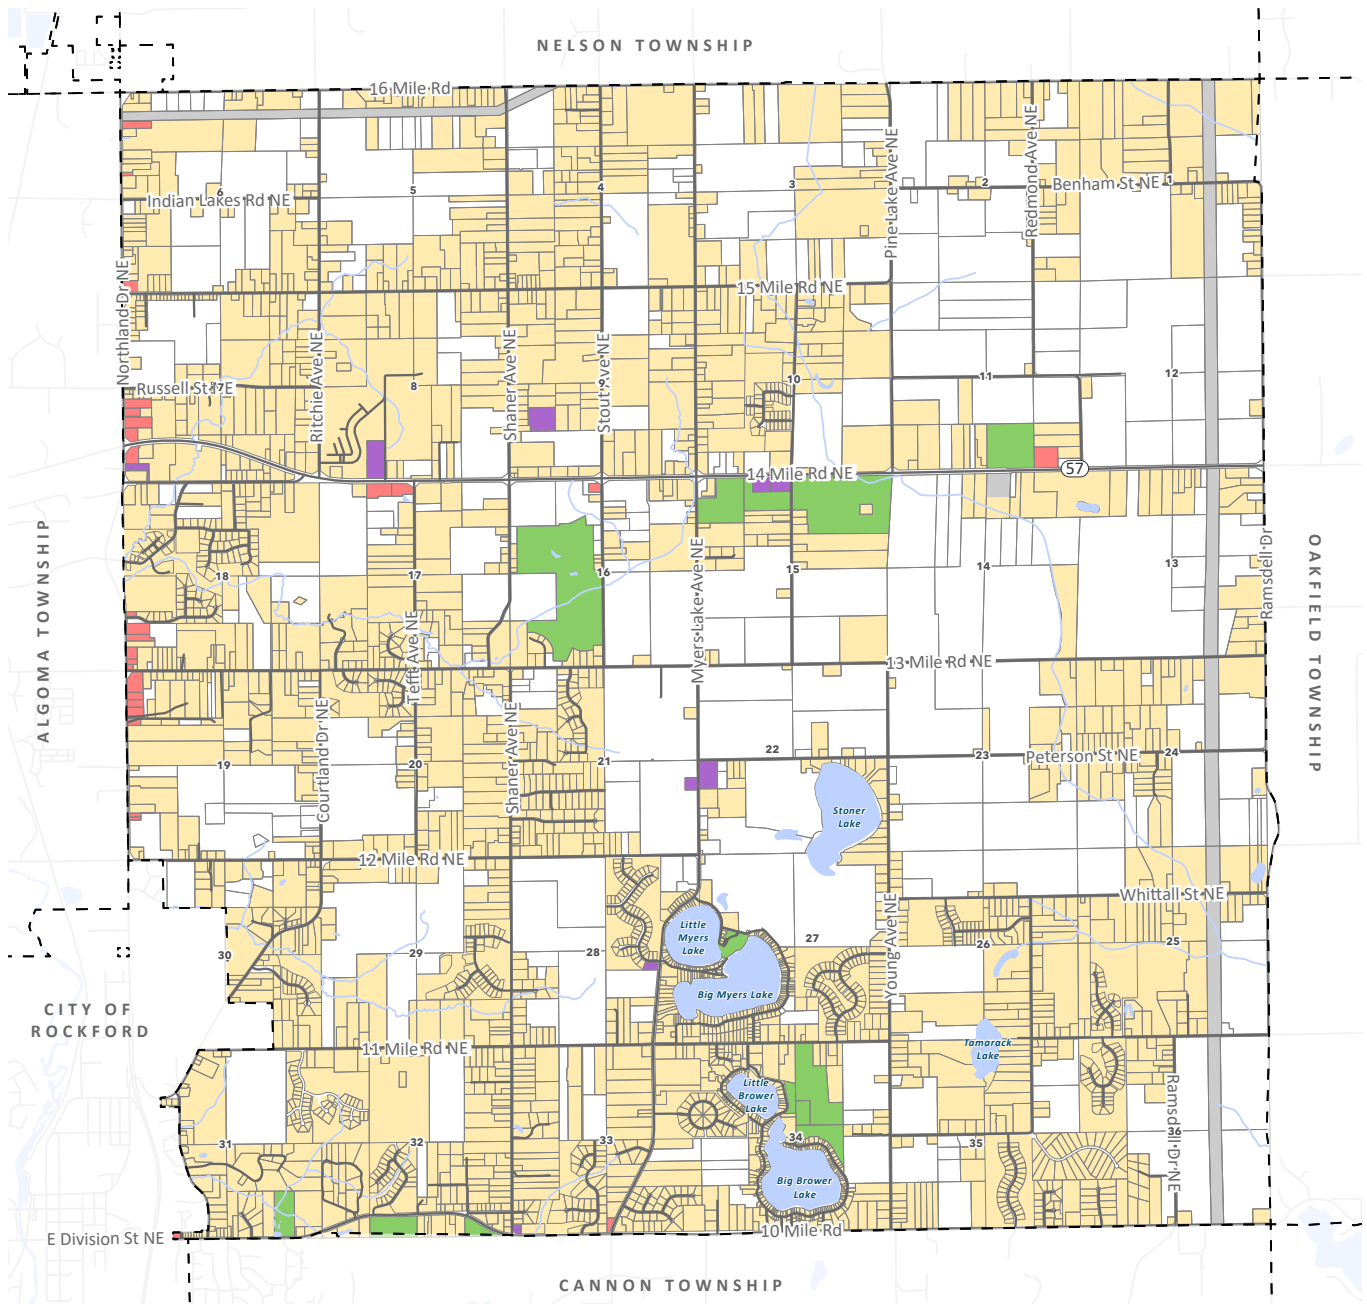 NELSON TOWNSHIP
16 Mile Rd
Pine Lake Ave NE
Redmond Ave NE
6
5
4
3
2
Benham St NE
1
Indian Lakes Rd NE
Northland Dr NE
15 Mile Rd NE
Ritchie Ave NE
Shaner Ave NE
Stout Ave NE
Russell St NE
7
8
9
10
11
12
14 Mile Rd NE
57
ALGOMA TOWNSHIP
OAKFIELD TOWNSHIP
Ramsdell Dr
Myers Lake Ave NE
18
17
16
15
14
13
Tefft Ave NE
13 Mile Rd NE
Courtland Dr NE
Shaner Ave NE
19
20
21
22
23
Peterson St NE
24
Stoner
Lake
12 Mile Rd NE
Whittall St NE
Young Ave NE
Little
Myers
Lake
30
29
28
27
26
25
Big Myers Lake
CITY OF
ROCKFORD
11 Mile Rd NE
Tamarack
Lake
Little
Brower
Lake
Ramsdell Dr NE
31
32
33
34
35
36
Big Brower
Lake
10 Mile Rd
E Division St NE
CANNON TOWNSHIP